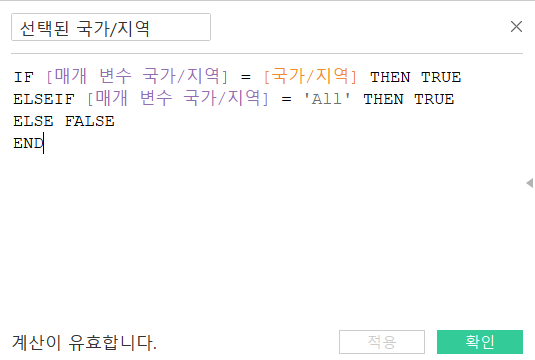 선택된 국가/지역
IF [매개 변수 국가/지역] = [국가/지역] THEN TRUE
ELSEIF [매개 변수 국가/지역] = 'All' THEN TRUE
ELSE FALSE
END
계산이 유효합니다.
적용
확인